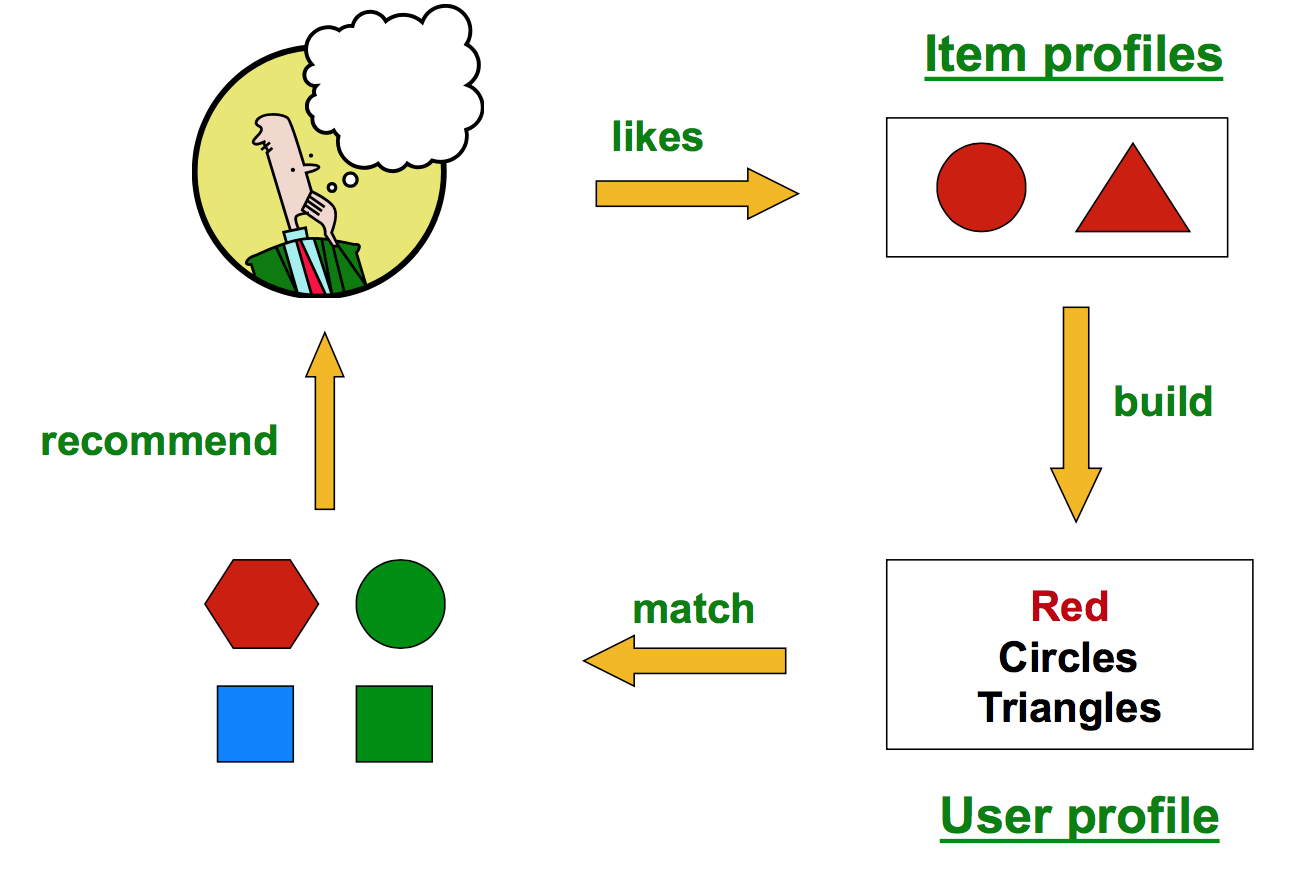 Item profiles
likes
build
recommend
match
Red
Circles
Triangles
User profile